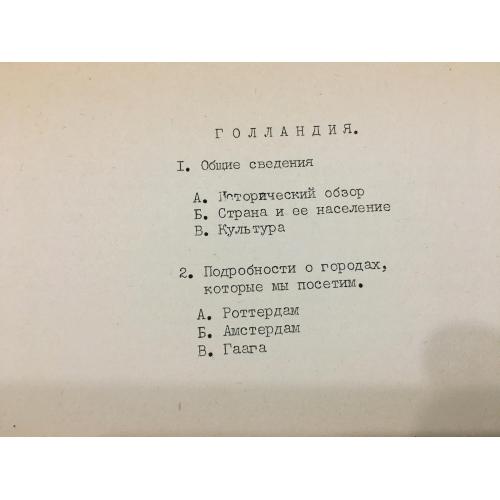 ГОЛЛАНДИЯ.
I. Общие сведения
А. Исторический обзор
Б. Страна и ее население
В. Культура
2. Подробности о городах,
которые мы посетим.
А. Роттердам
Б. Амстердам
В. Гаага